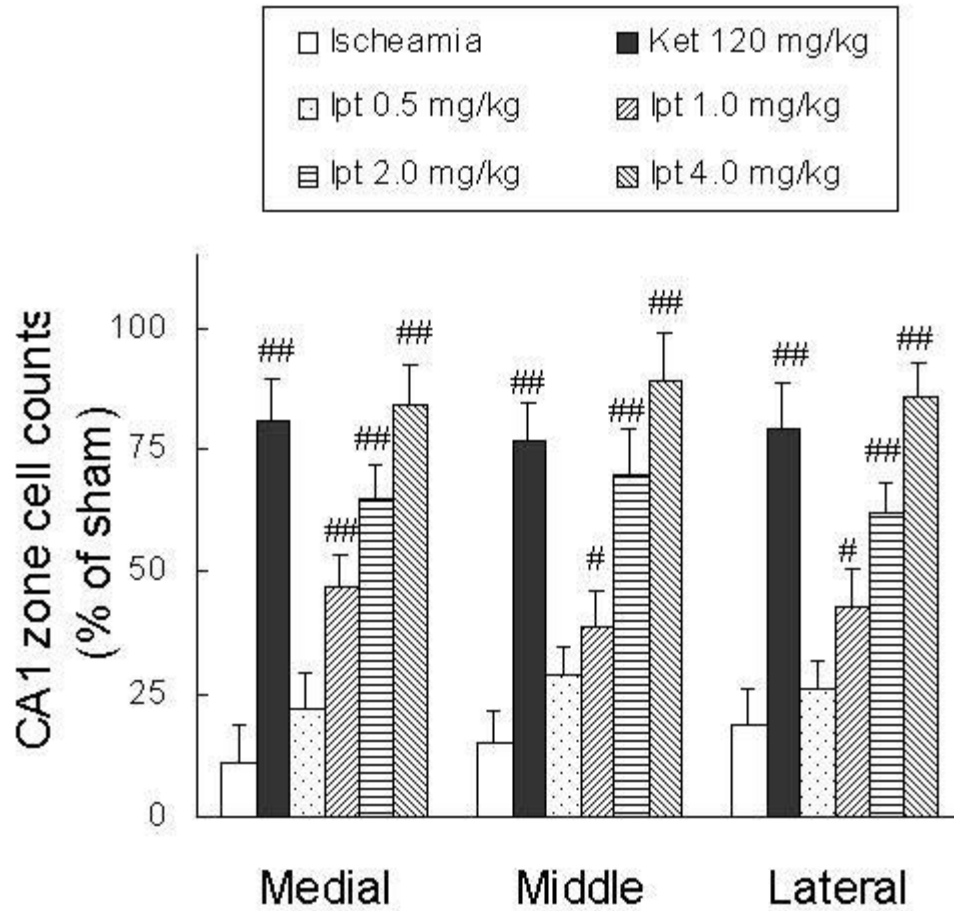 Ischeamia
Ket 120 mg/kg
Ipt 0.5 mg/kg
Ipt 1.0 mg/kg
Ipt 2.0 mg/kg
Ipt 4.0 mg/kg
CA1 zone cell counts
(% of sham)
100
75
50
25
0
##
##
##
##
##
#
##
##
##
#
##
##
Medial
Middle
Lateral